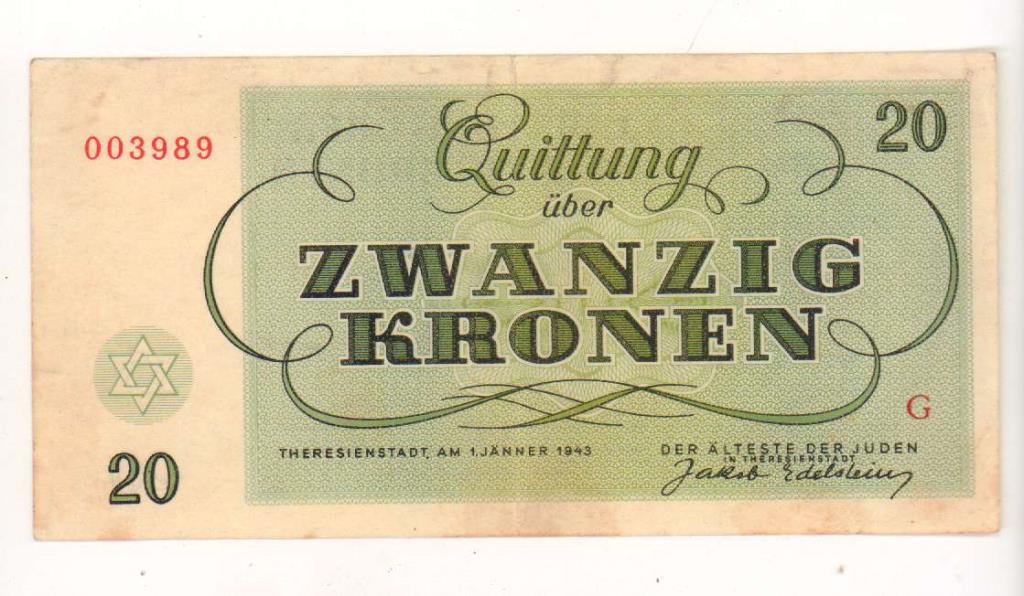 003989
20
Quittung
über
ZWANZIG
KRONEN
G
THERESIENSTADT, AM 1. JÄNNER 1943
DER ÄLTESTE DER JUDEN
IN THERESIENSTADT
Jakob Edelstein
20